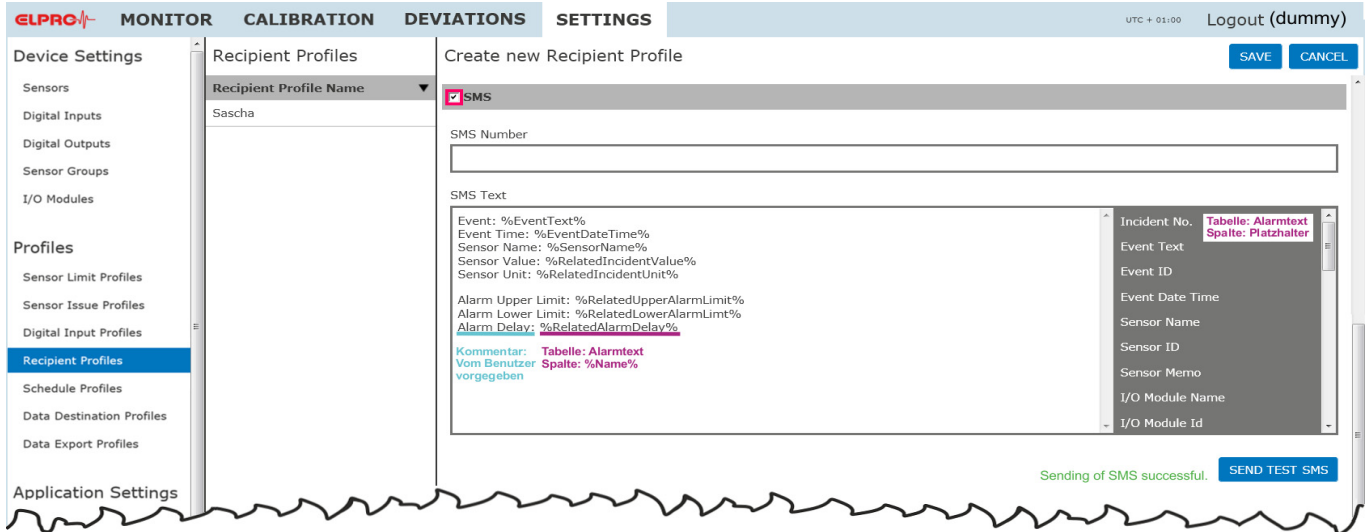 ELPRO MONITOR CALIBRATION DEVIATIONS SETTINGS UTC + 01:00 Logout (dummy)
Device Settings
Sensors
Digital Inputs
Digital Outputs
Sensor Groups
I/O Modules
Profiles
Sensor Limit Profiles
Sensor Issue Profiles
Digital Input Profiles
Recipient Profiles
Schedule Profiles
Data Destination Profiles
Data Export Profiles
Application Settings
Recipient Profiles
Recipient Profile Name
Sascha
Create new Recipient Profile
SAVE CANCEL
SMS
SMS Number
SMS Text
Event: %EventText%
Event Time: %EventDateTime%
Sensor Name: %SensorName%
Sensor Value: %RelatedIncidentValue%
Sensor Unit: %RelatedIncidentUnit%
Alarm Upper Limit: %RelatedUpperAlarmLimit%
Alarm Lower Limit: %RelatedLowerAlarmLimt%
Alarm Delay: %RelatedAlarmDelay%
Kommentar:
Vom Benutzer
vorgegeben
Tabelle: Alarmtext
Spalte: %Name%
Incident No.
Tabelle: Alarmtext
Spalte: Platzhalter
Event Text
Event ID
Event Date Time
Sensor Name
Sensor ID
Sensor Memo
I/O Module Name
I/O Module Id
Sending of SMS successful. SEND TEST SMS